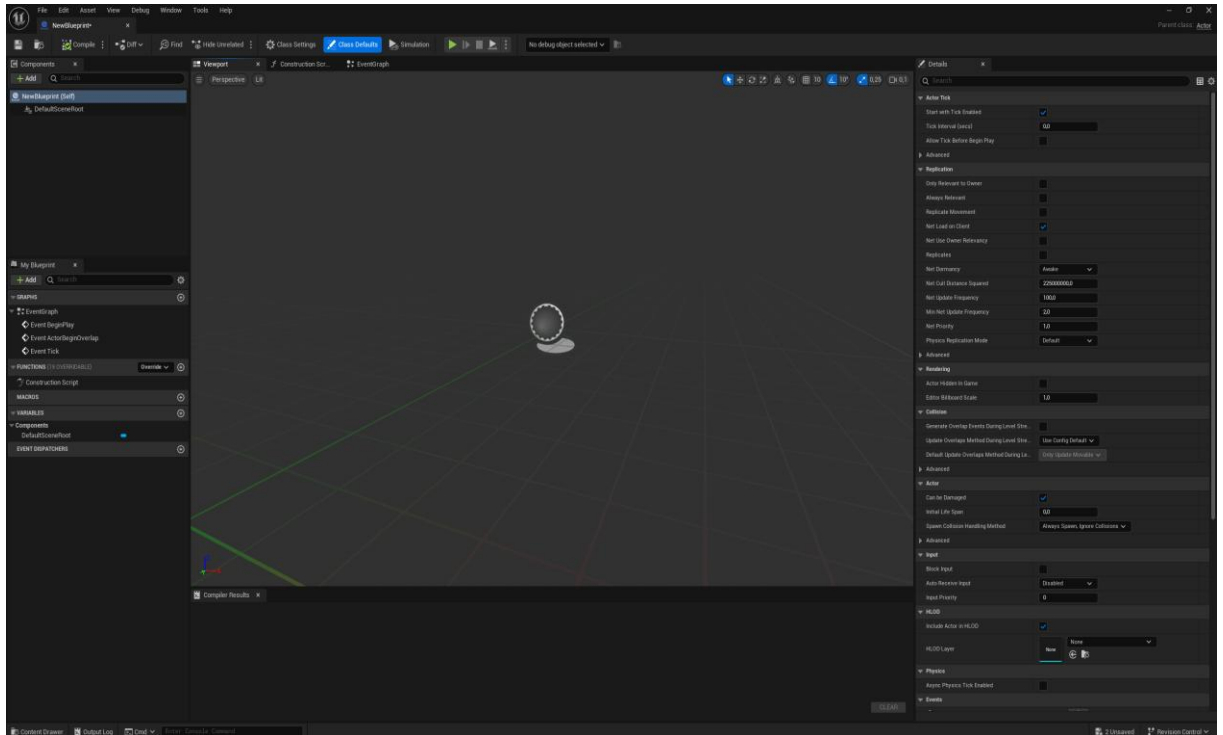 File Edit Asset View Debug Window Tools Help
NewBlueprint•
Parent class: Actor
Compile Diff Find Hide Unrelated Class Settings Class Defaults Simulation No debug object selected
Components
+ Add Search
NewBlueprint (Self)
DefaultSceneRoot
My Blueprint
+ Add Search
GRAPHS
EventGraph
Event BeginPlay
Event ActorBeginOverlap
Event Tick
FUNCTIONS (18 OVERRIDABLE) Override
Construction Script
MACROS
VARIABLES
Components
DefaultSceneRoot
EVENT DISPATCHERS
Viewport Construction Scr... EventGraph
Perspective Lit 10 10° 0,25 0,1
Compiler Results
CLEAR
Details
Search
Actor Tick
Start with Tick Enabled
Tick Interval (secs) 0,0
Allow Tick Before Begin Play
Advanced
Replication
Only Relevant to Owner
Always Relevant
Replicate Movement
Net Load on Client
Net Use Owner Relevancy
Replicates
Net Dormancy Awake
Net Cull Distance Squared 225000000,0
Net Update Frequency 100,0
Min Net Update Frequency 2,0
Net Priority 1,0
Physics Replication Mode Default
Advanced
Rendering
Actor Hidden In Game
Editor Billboard Scale 1,0
Collision
Generate Overlap Events During Level Stre...
Update Overlaps Method During Level Stre... Use Config Default
Default Update Overlaps Method During Le... Only Update Movable
Advanced
Actor
Can be Damaged
Initial Life Span 0,0
Spawn Collision Handling Method Always Spawn, Ignore Collisions
Advanced
Input
Block Input
Auto Receive Input Disabled
Input Priority 0
HLOD
Include Actor in HLOD
HLOD Layer None None
Physics
Async Physics Tick Enabled
Events
Content Drawer Output Log Cmd Enter Console Command 2 Unsaved Revision Control